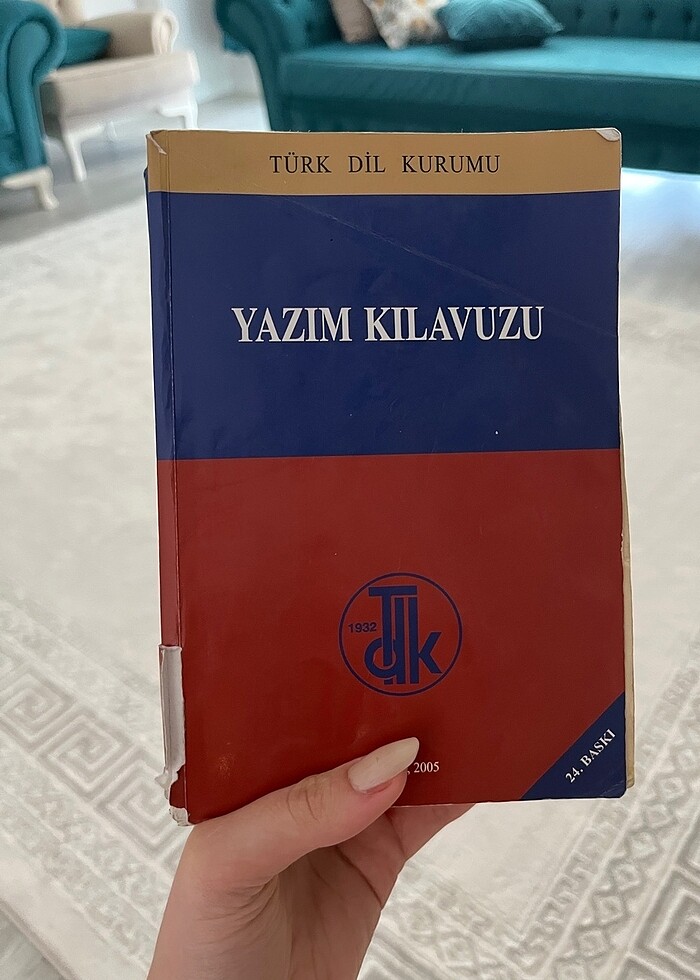 TÜRK DİL KURUMU
YAZIM KILAVUZU
1932
Tdk
2005
24. BASKI